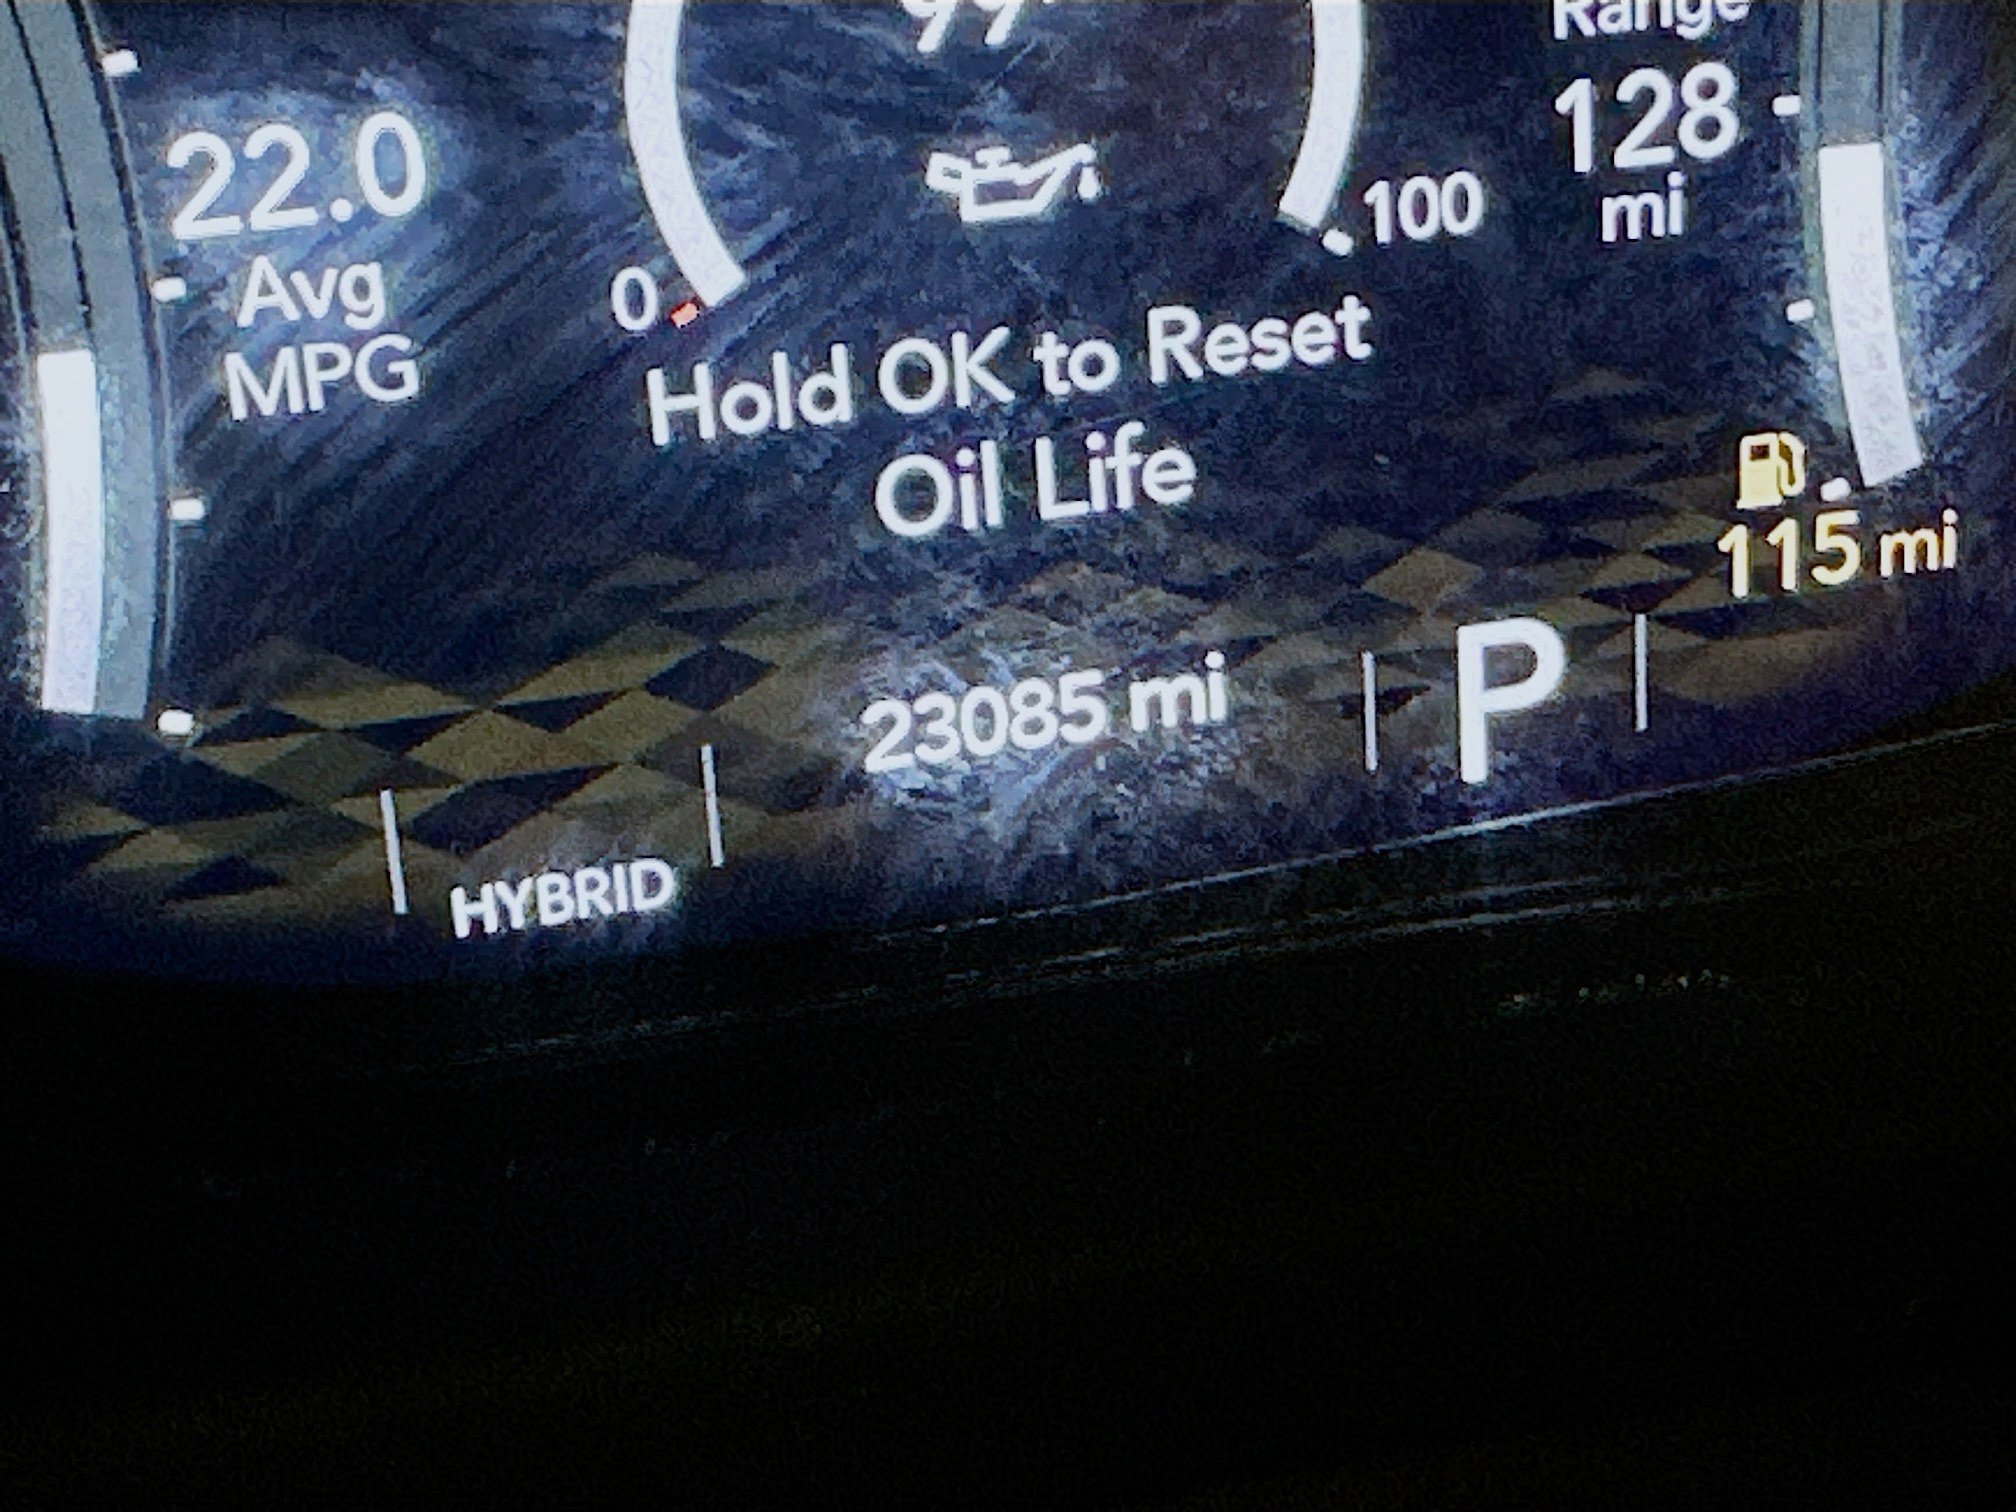 Range
128
mi
22.0
Avg
MPG
0
100
Hold OK to Reset
Oil Life
115 mi
23085 mi
P
HYBRID